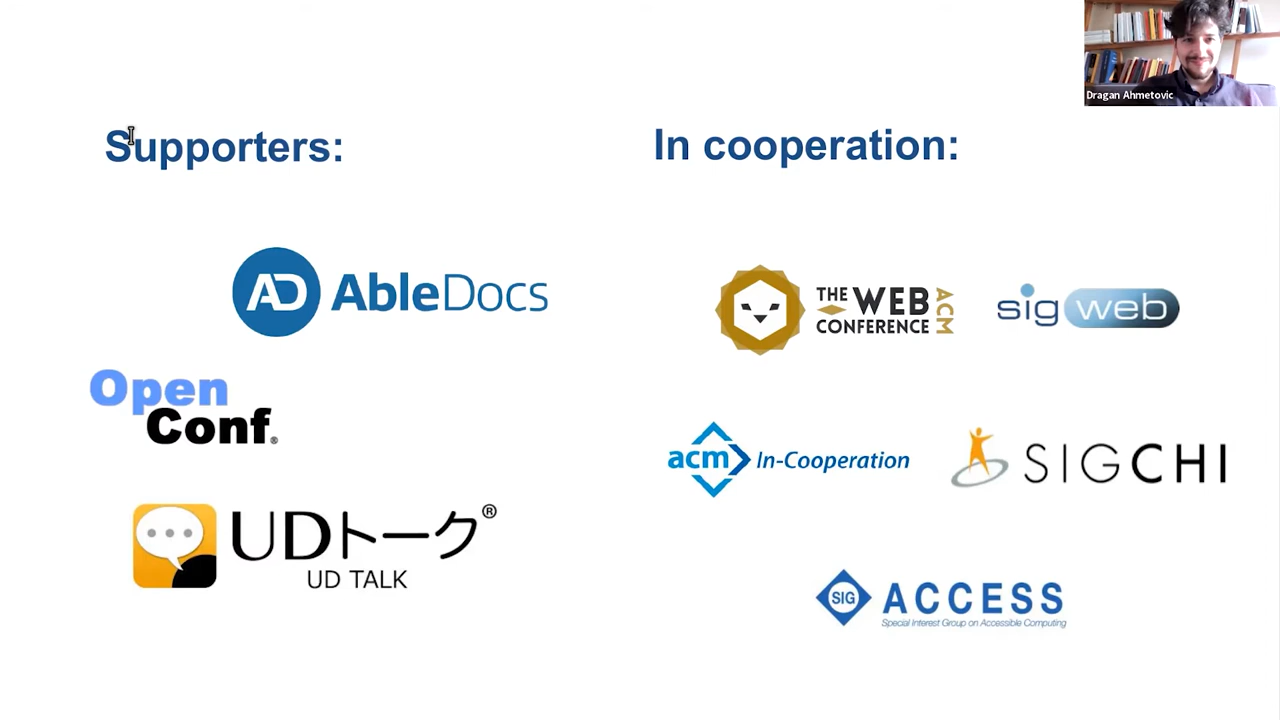 Dragan Ahmetovic
Supporters:
In cooperation:
AD AbleDocs
THE WEB CONFERENCE ACM
sig web
Open
Conf®
acm In-Cooperation
SIGCHI
UDトーク®
UD TALK
SIG ACCESS
Special Interest Group on Accessible Computing